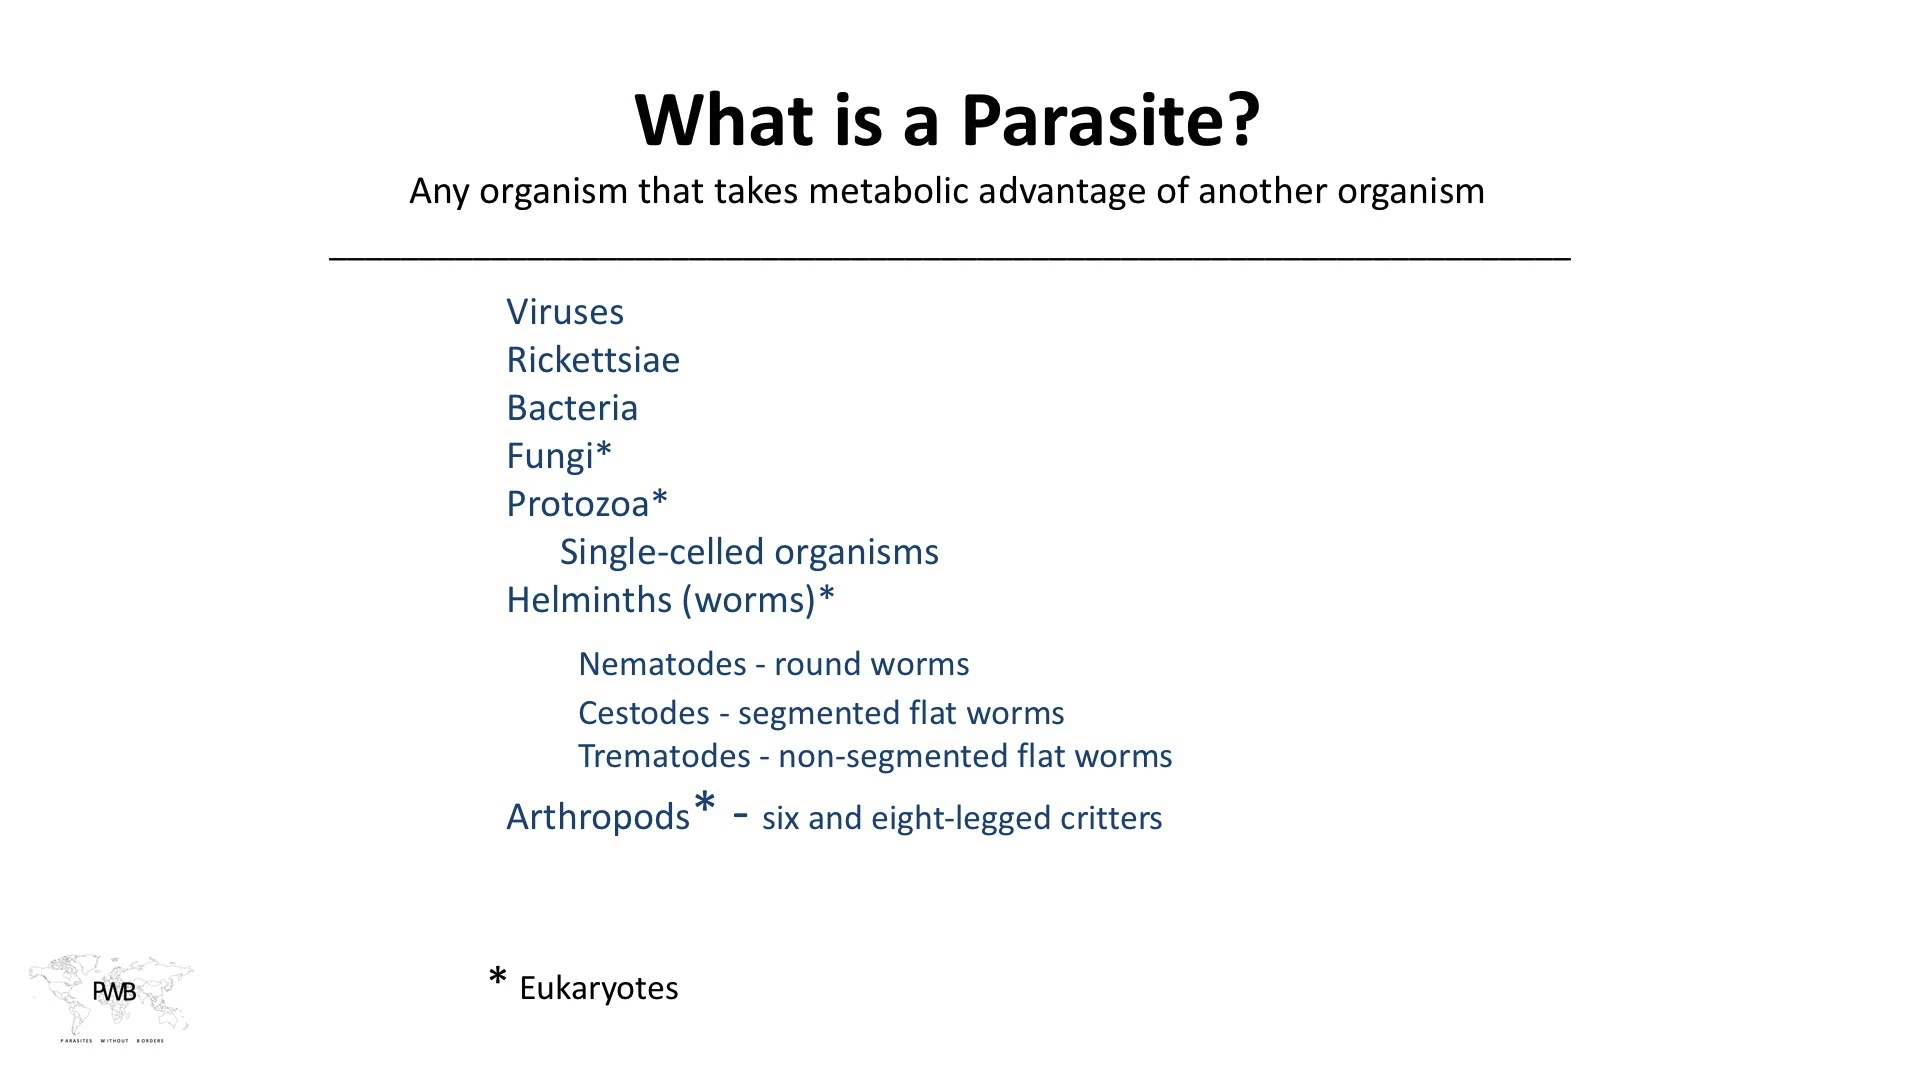 What is a Parasite?
Any organism that takes metabolic advantage of another organism
Viruses
Rickettsiae
Bacteria
Fungi*
Protozoa*
Single-celled organisms
Helminths (worms)*
Nematodes - round worms
Cestodes - segmented flat worms
Trematodes - non-segmented flat worms
Arthropods* - six and eight-legged critters
* Eukaryotes
PWB
PARASITES WITHOUT BORDERS